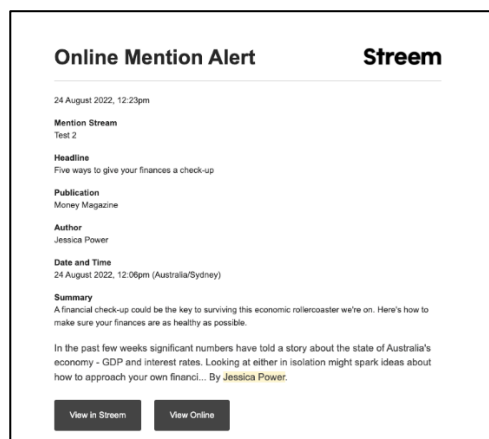 Online Mention Alert
Streem
24 August 2022, 12:23pm
Mention Stream
Test 2
Headline
Five ways to give your finances a check-up
Publication
Money Magazine
Author
Jessica Power
Date and Time
24 August 2022, 12:06pm (Australia/Sydney)
Summary
A financial check-up could be the key to surviving this economic rollercoaster we're on. Here's how to
make sure your finances are as healthy as possible.
In the past few weeks significant numbers have told a story about the state of Australia's
economy - GDP and interest rates. Looking at either in isolation might spark ideas about
how to approach your own financi... By Jessica Power.
View in Streem
View Online